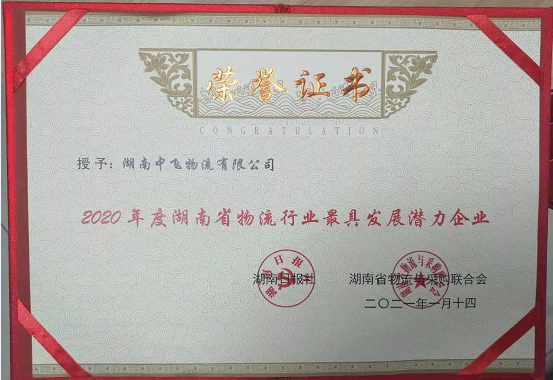 荣誉证书
CONGRATULATION
授予：湖南中飞物流有限公司
2020年度湖南省物流行业最具发展潜力企业
湖南日报社 湖南省物流与采购联合会
二〇二一年一月十四